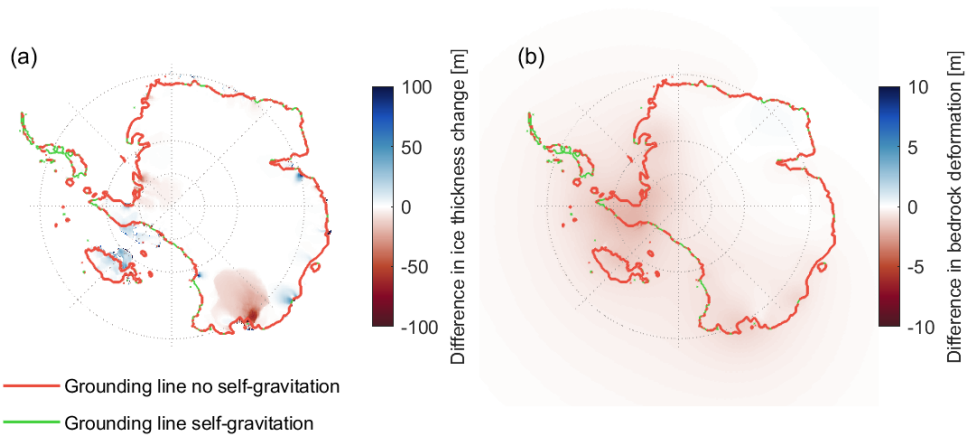 (a)
100
50
0
-50
-100
Difference in ice thickness change [m]
(b)
10
5
0
-5
-10
Difference in bedrock deformation [m]
Grounding line no self-gravitation
Grounding line self-gravitation